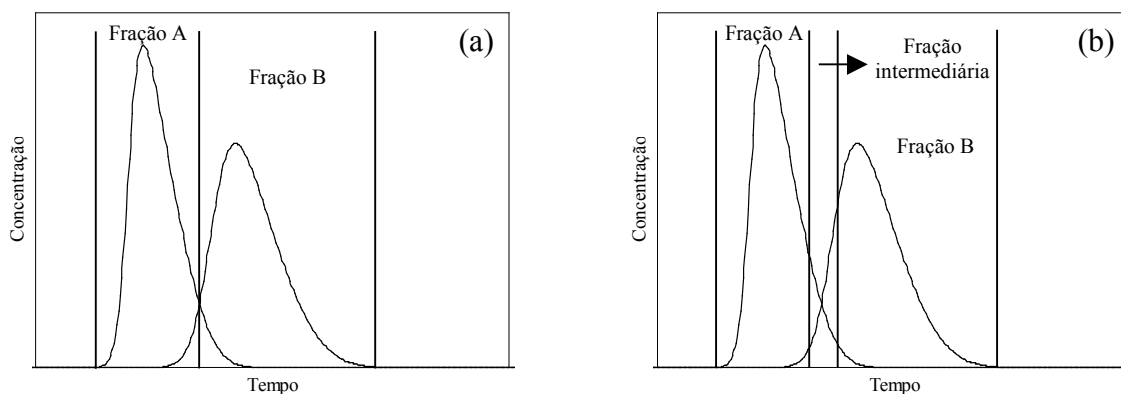 Fração A
(a)
Fração B
Concentração
Tempo
Fração A
(b)
Fração
intermediária
Fração B
Concentração
Tempo